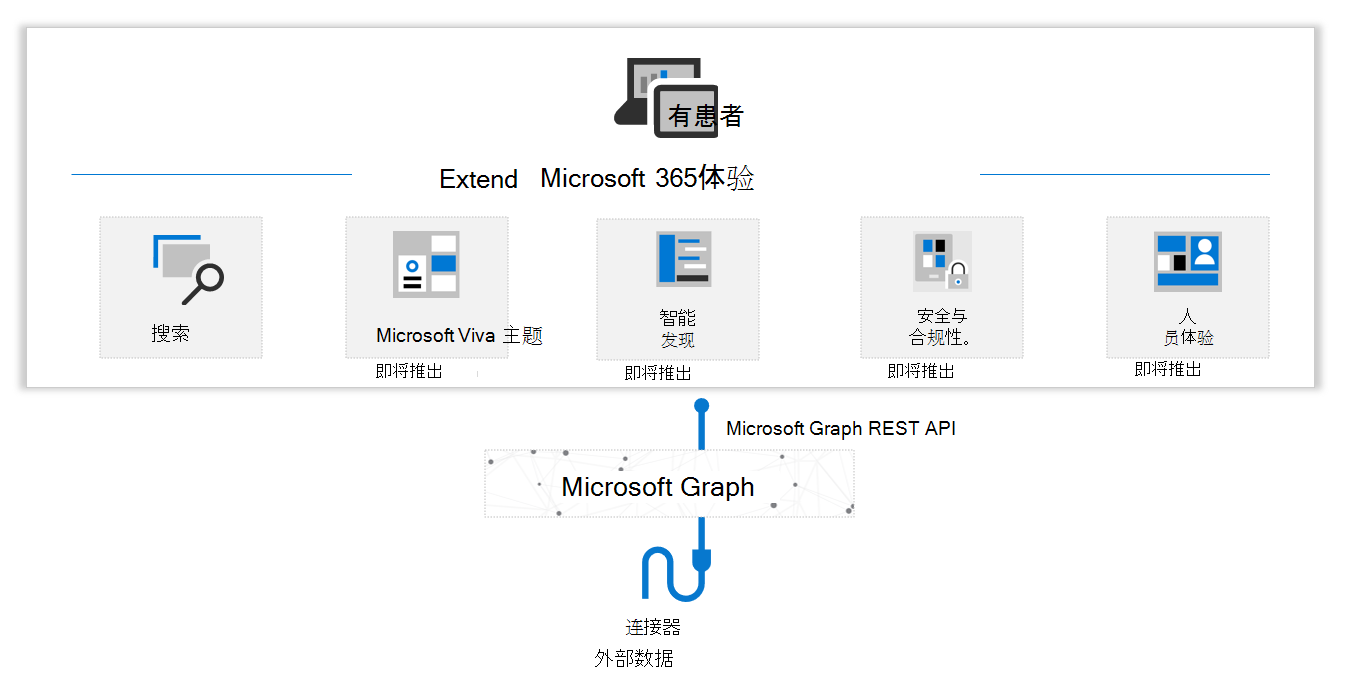 有患者
Extend Microsoft 365体验
搜索
Microsoft Viva 主题
即将推出
智能
发现
即将推出
安全与
合规性。
即将推出
人
员体验
即将推出
Microsoft Graph REST API
Microsoft Graph
连接器
外部数据